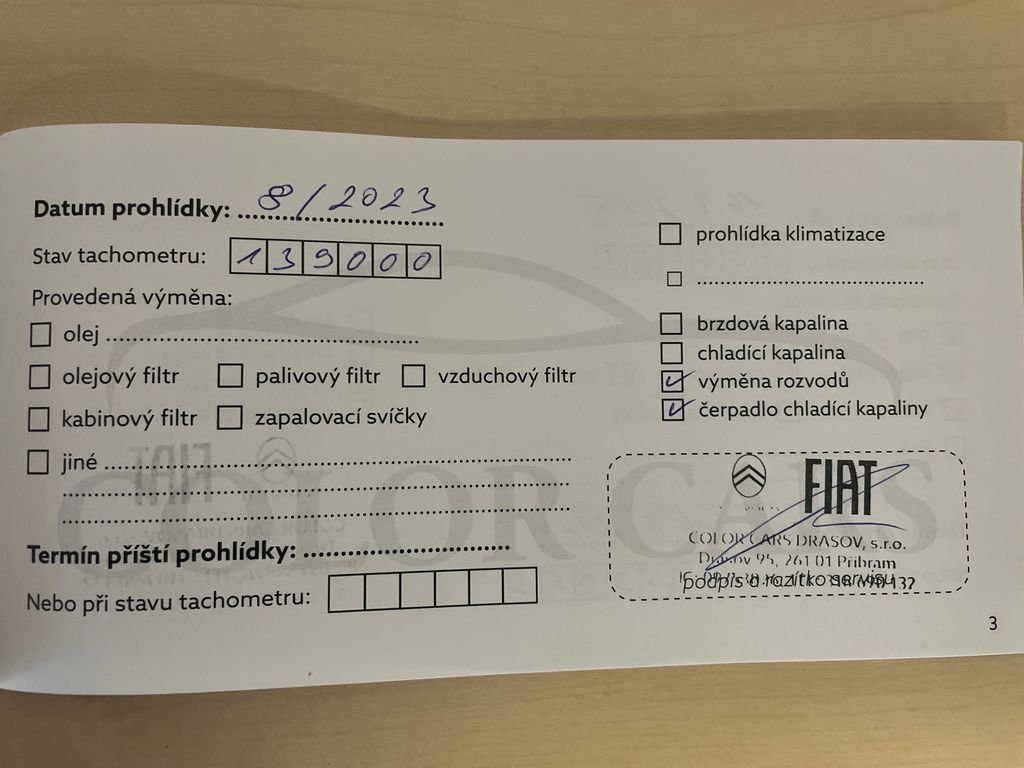 Datum prohlídky: 8/2023
Stav tachometru: 139000
Provedená výměna:
olej
olejový filtr palivový filtr vzduchový filtr
kabinový filtr zapalovací svíčky
jiné
Termín příští prohlídky:
Nebo při stavu tachometru:
prohlídka klimatizace
brzdová kapalina
chladící kapalina
výměna rozvodů
čerpadlo chladící kapaliny
FIAT
COLOR CARS DRASOV, s.r.o.
Drasov 95, 261 01 Příbram
podpis a razítko servisu
COLOR CARS
3